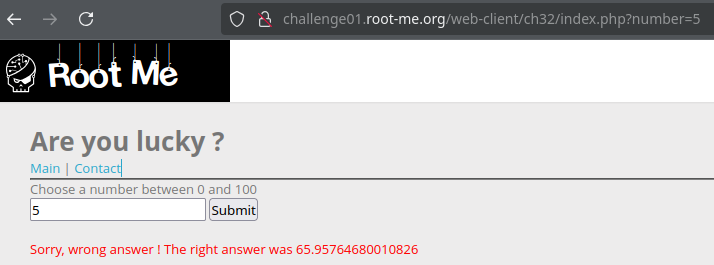 challenge01.root-me.org/web-client/ch32/index.php?number=5
Root Me
Are you lucky ?
Main | Contact
Choose a number between 0 and 100
5 Submit
Sorry, wrong answer ! The right answer was 65.95764680010826